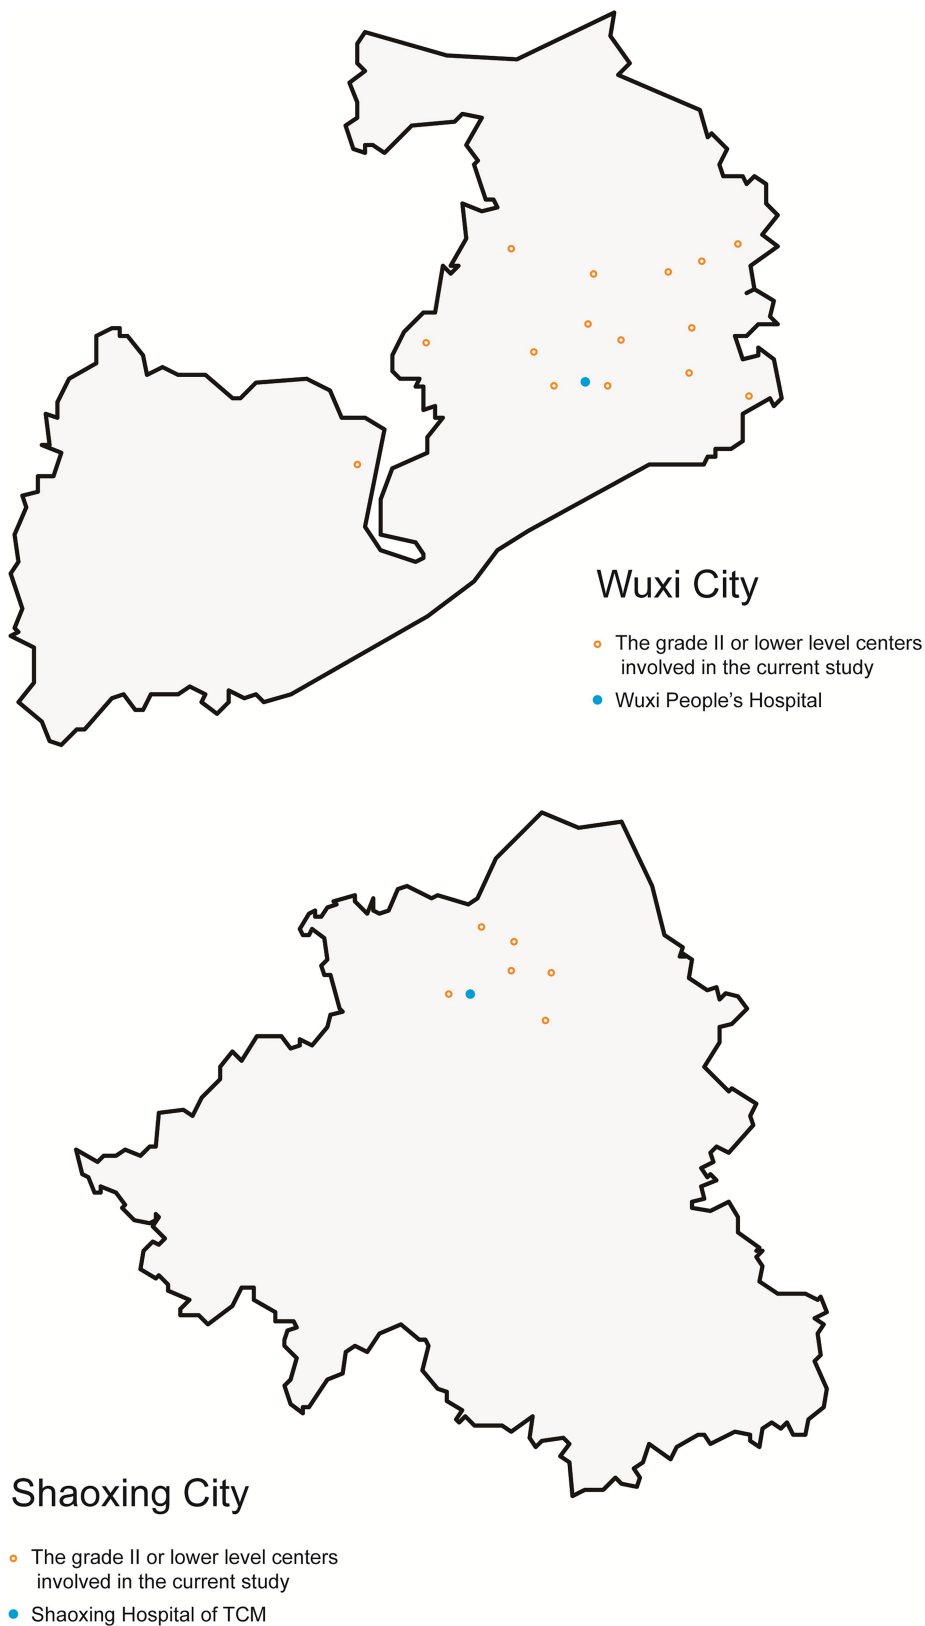 Wuxi City
The grade II or lower level centers
involved in the current study
Wuxi People's Hospital
Shaoxing City
The grade II or lower level centers
involved in the current study
Shaoxing Hospital of TCM